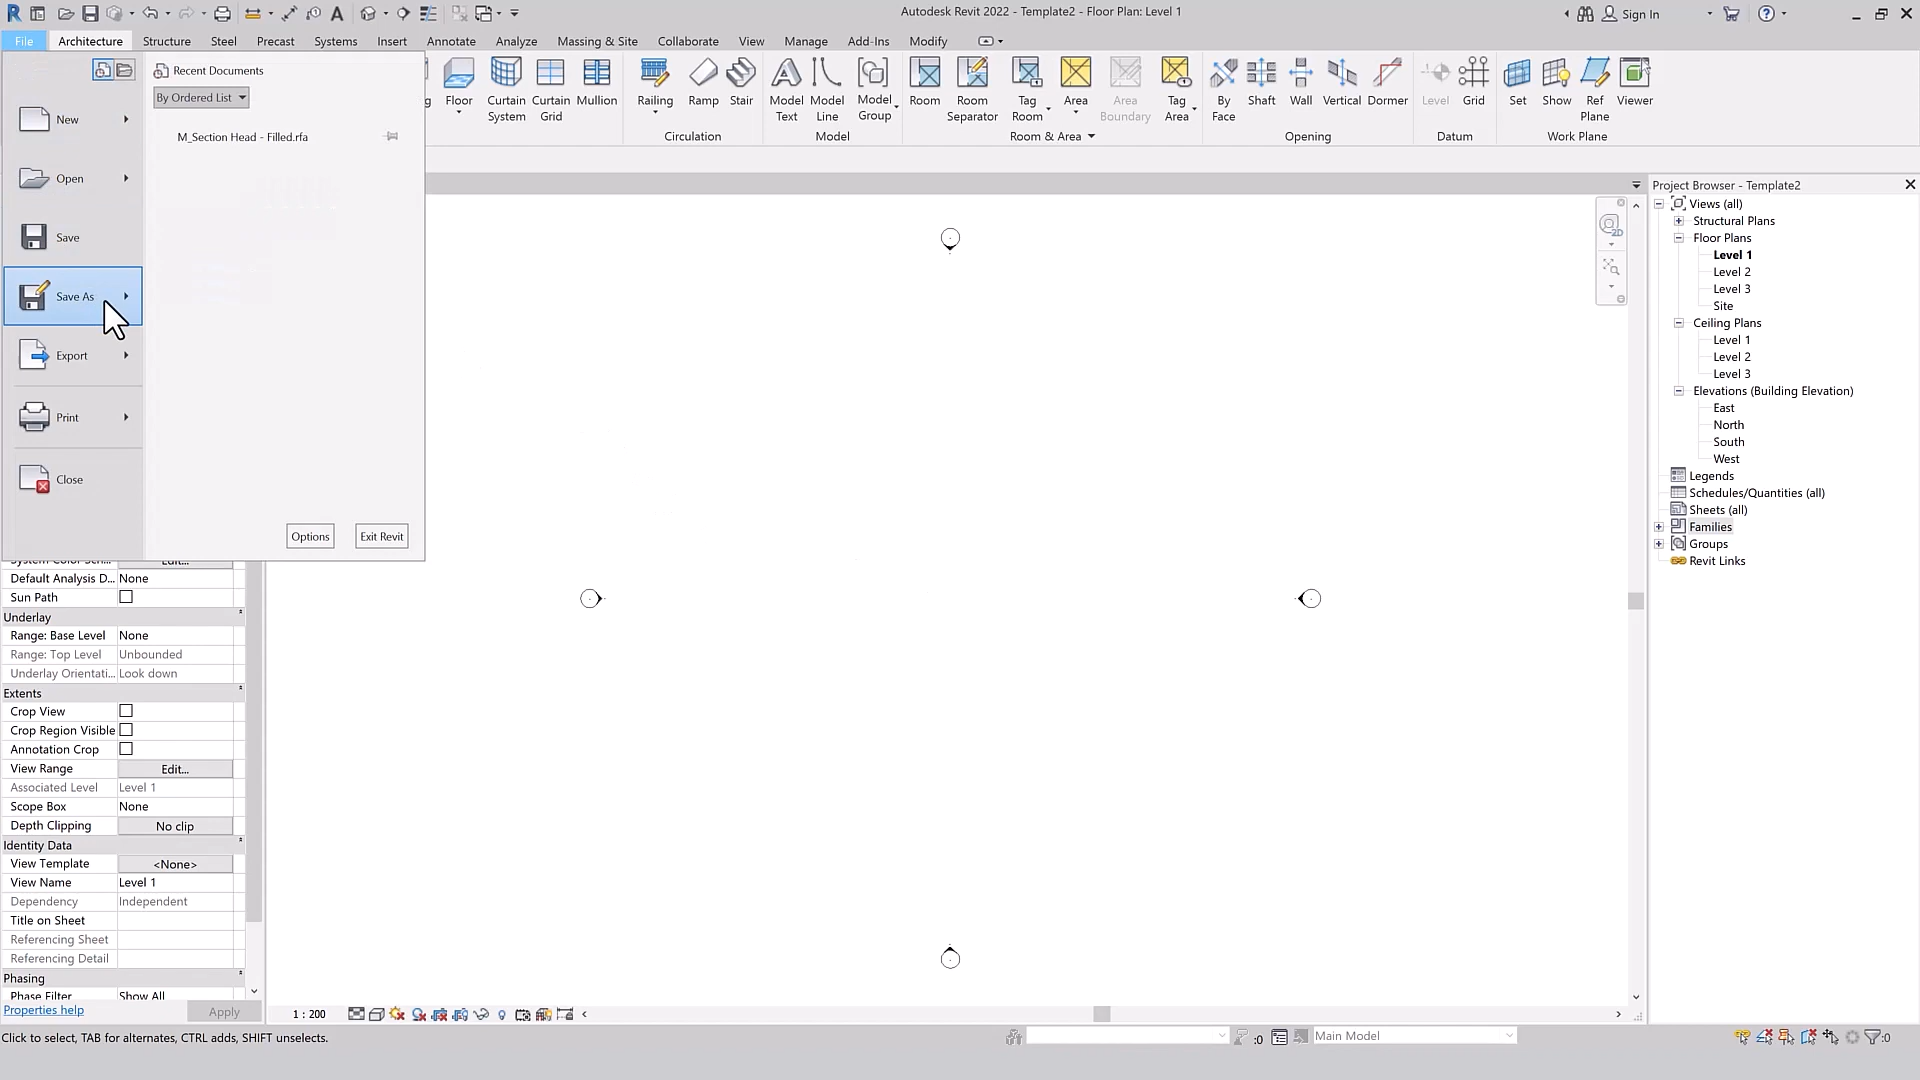 Autodesk Revit 2022 - Template2 - Floor Plan: Level 1
Sign In
File Architecture Structure Steel Precast Systems Insert Annotate Analyze Massing & Site Collaborate View Manage Add-Ins Modify
Floor
Curtain System
Curtain Grid
Mullion
Railing
Ramp
Stair
Model Text
Model Line
Model Group
Room
Room Separator
Tag Room
Area
Area Boundary
Tag Area
By Face
Shaft
Wall
Vertical
Dormer
Level
Grid
Set
Show
Ref Plane
Viewer
Circulation
Model
Room & Area
Opening
Datum
Work Plane
Recent Documents
By Ordered List
M_Section Head - Filled.rfa
New
Open
Save
Save As
Export
Print
Close
Options
Exit Revit
2D
Default Analysis D... None
Sun Path
Underlay
Range: Base Level None
Range: Top Level Unbounded
Underlay Orientati... Look down
Extents
Crop View
Crop Region Visible
Annotation Crop
View Range Edit...
Associated Level Level 1
Scope Box None
Depth Clipping No clip
Identity Data
View Template <None>
View Name Level 1
Dependency Independent
Title on Sheet
Referencing Sheet
Referencing Detail
Phasing
Phase Filter Show All
Properties help
Apply
Project Browser - Template2
Views (all)
Structural Plans
Floor Plans
Level 1
Level 2
Level 3
Site
Ceiling Plans
Level 1
Level 2
Level 3
Elevations (Building Elevation)
East
North
South
West
Legends
Schedules/Quantities (all)
Sheets (all)
Families
Groups
Revit Links
1 : 200
Click to select, TAB for alternates, CTRL adds, SHIFT unselects.
:0
Main Model
:0